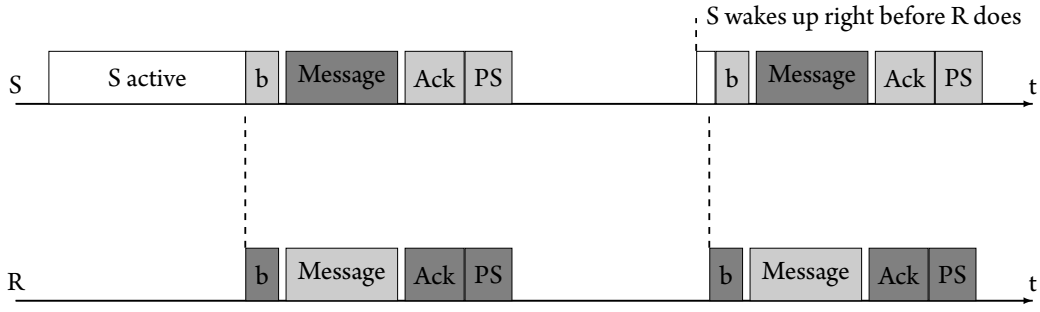 S wakes up right before R does
S S active b Message Ack PS b Message Ack PS t
R b Message Ack PS b Message Ack PS t